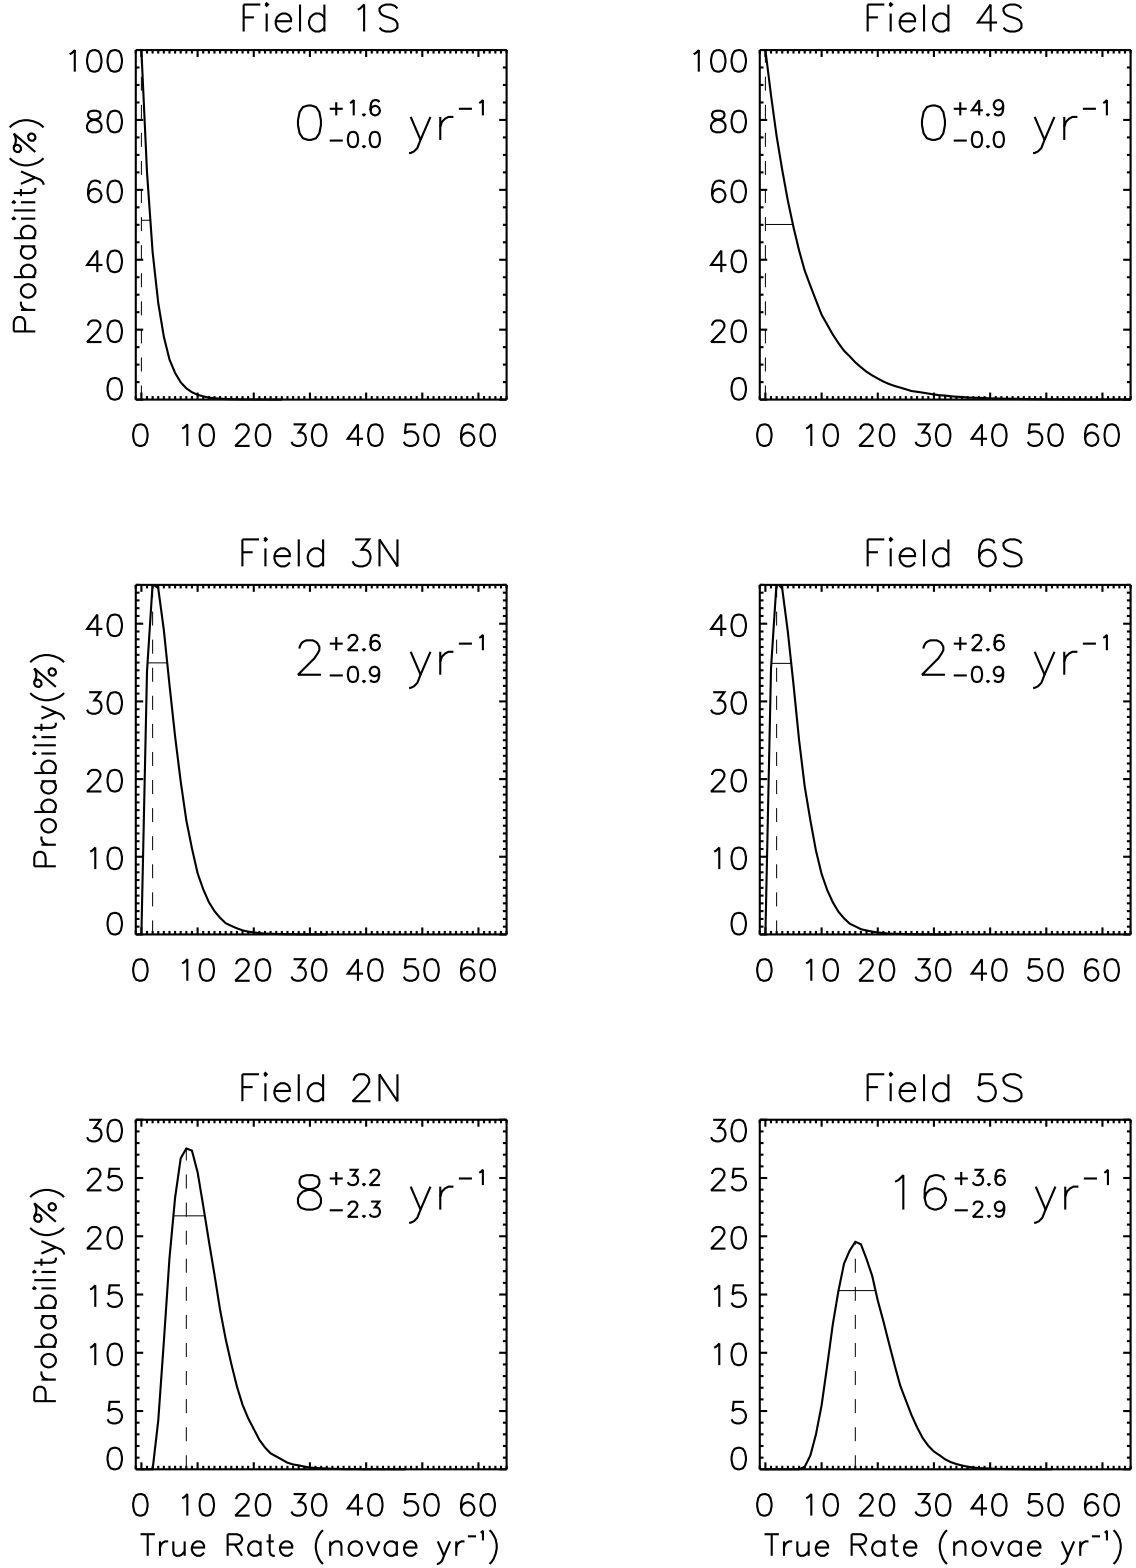 Field 1S
Field 4S
Probability(%)
100
80
60
40
20
0
0 +1.6 −0.0 yr−1
0 10 20 30 40 50 60
100
80
60
40
20
0
0 +4.9 −0.0 yr−1
0 10 20 30 40 50 60
Field 3N
Field 6S
Probability(%)
40
30
20
10
0
2 +2.6 −0.9 yr−1
0 10 20 30 40 50 60
40
30
20
10
0
2 +2.6 −0.9 yr−1
0 10 20 30 40 50 60
Field 2N
Field 5S
Probability(%)
30
25
20
15
10
5
0
8 +3.2 −2.3 yr−1
0 10 20 30 40 50 60
True Rate (novae yr−1)
30
25
20
15
10
5
0
16 +3.6 −2.9 yr−1
0 10 20 30 40 50 60
True Rate (novae yr−1)